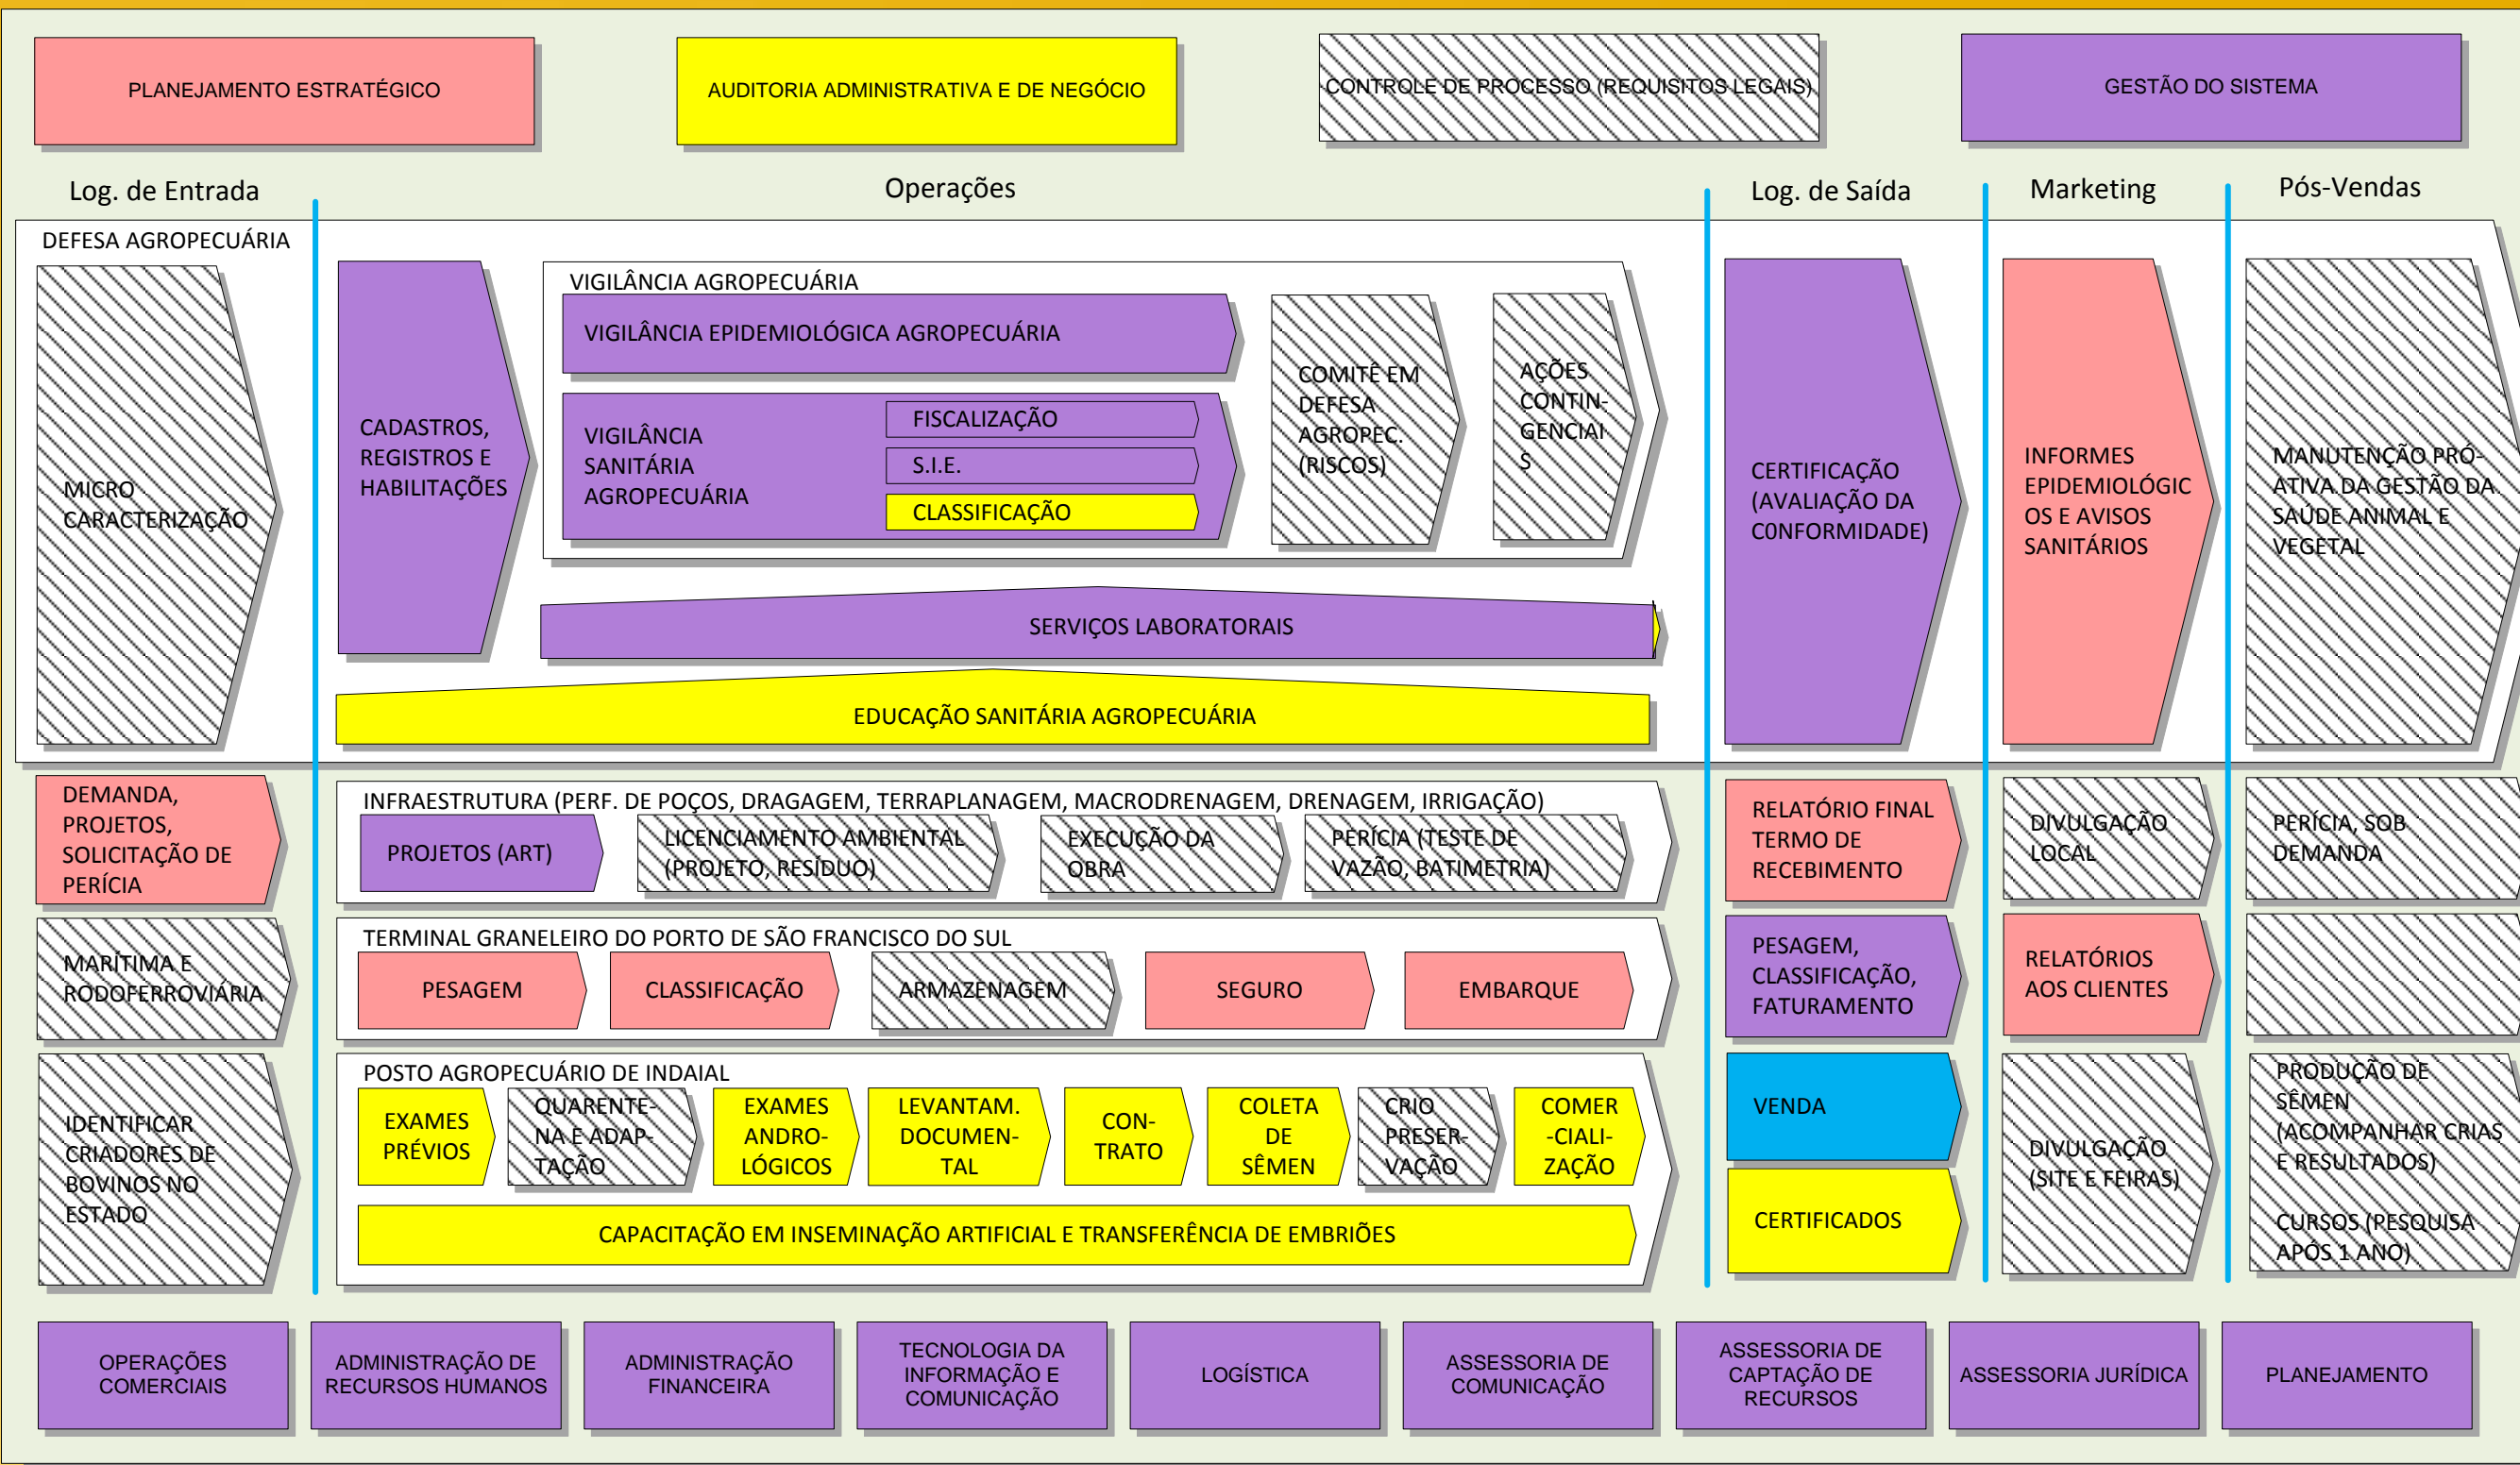 PLANEJAMENTO ESTRATÉGICO
AUDITORIA ADMINISTRATIVA E DE NEGÓCIO
CONTROLE DE PROCESSO (REQUISITOS LEGAIS)
GESTÃO DO SISTEMA
Log. de Entrada
Operações
Log. de Saída
Marketing
Pós-Vendas
DEFESA AGROPECUÁRIA
MICRO
CARACTERIZAÇÃO
CADASTROS,
REGISTROS E
HABILITAÇÕES
VIGILÂNCIA AGROPECUÁRIA
VIGILÂNCIA EPIDEMIOLÓGICA AGROPECUÁRIA
VIGILÂNCIA
SANITÁRIA
AGROPECUÁRIA
FISCALIZAÇÃO
S.I.E.
CLASSIFICAÇÃO
COMITÊ EM
DEFESA
AGROPEC.
(RISCOS)
AÇÕES
CONTIN-
GENCIAI
S
SERVIÇOS LABORATORAIS
EDUCAÇÃO SANITÁRIA AGROPECUÁRIA
CERTIFICAÇÃO
(AVALIAÇÃO DA
C0NFORMIDADE)
INFORMES
EPIDEMIOLÓGIC
OS E AVISOS
SANITÁRIOS
MANUTENÇÃO PRÓ-
ATIVA DA GESTÃO DA
SAÚDE ANIMAL E
VEGETAL
DEMANDA,
PROJETOS,
SOLICITAÇÃO DE
PERÍCIA
INFRAESTRUTURA (PERF. DE POÇOS, DRAGAGEM, TERRAPLANAGEM, MACRODRENAGEM, DRENAGEM, IRRIGAÇÃO)
PROJETOS (ART)
LICENCIAMENTO AMBIENTAL
(PROJETO, RESÍDUO)
EXECUÇÃO DA
OBRA
PERÍCIA (TESTE DE
VAZÃO, BATIMETRIA)
RELATÓRIO FINAL
TERMO DE
RECEBIMENTO
DIVULGAÇÃO
LOCAL
PERÍCIA, SOB
DEMANDA
MARÍTIMA E
RODOFERROVIÁRIA
TERMINAL GRANELEIRO DO PORTO DE SÃO FRANCISCO DO SUL
PESAGEM
CLASSIFICAÇÃO
ARMAZENAGEM
SEGURO
EMBARQUE
PESAGEM,
CLASSIFICAÇÃO,
FATURAMENTO
RELATÓRIOS
AOS CLIENTES
IDENTIFICAR
CRIADORES DE
BOVINOS NO
ESTADO
POSTO AGROPECUÁRIO DE INDAIAL
EXAMES
PRÉVIOS
QUARENTE-
NA E ADAP-
TAÇÃO
EXAMES
ANDRO-
LÓGICOS
LEVANTAM.
DOCUMEN-
TAL
CON-
TRATO
COLETA
DE
SÊMEN
CRIO
PRESER-
VAÇÃO
COMER
-CIALI-
ZAÇÃO
CAPACITAÇÃO EM INSEMINAÇÃO ARTIFICIAL E TRANSFERÊNCIA DE EMBRIÕES
VENDA
CERTIFICADOS
DIVULGAÇÃO
(SITE E FEIRAS)
PRODUÇÃO DE
SÊMEN
(ACOMPANHAR CRIAS
E RESULTADOS)
CURSOS (PESQUISA
APÓS 1 ANO)
OPERAÇÕES
COMERCIAIS
ADMINISTRAÇÃO DE
RECURSOS HUMANOS
ADMINISTRAÇÃO
FINANCEIRA
TECNOLOGIA DA
INFORMAÇÃO E
COMUNICAÇÃO
LOGÍSTICA
ASSESSORIA DE
COMUNICAÇÃO
ASSESSORIA DE
CAPTAÇÃO DE
RECURSOS
ASSESSORIA JURÍDICA
PLANEJAMENTO